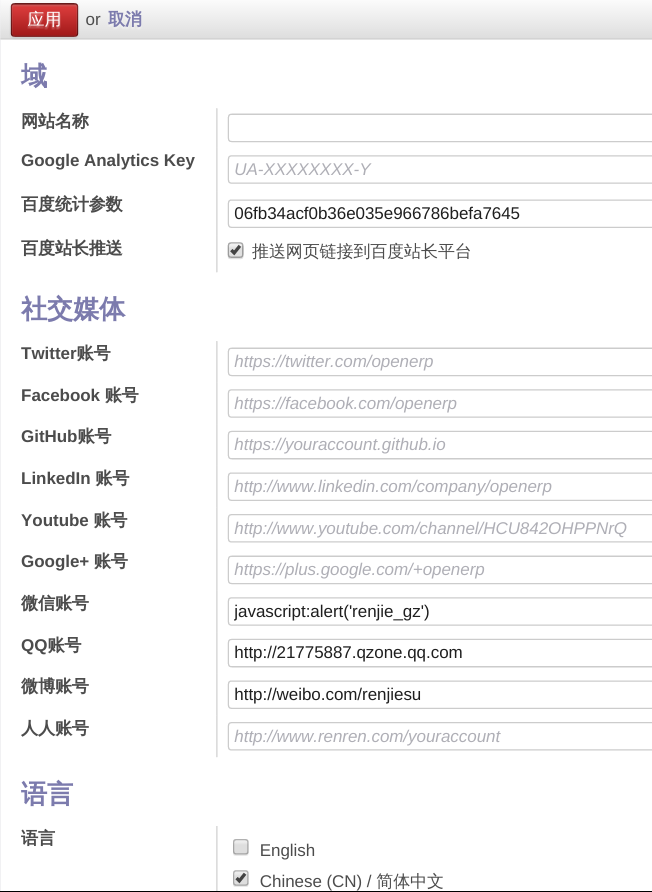 应用 or 取消
域
网站名称
Google Analytics Key UA-XXXXXXXX-Y
百度统计参数 06fb34acf0b36e035e966786befa7645
百度站长推送 推送网页链接到百度站长平台
社交媒体
Twitter账号 https://twitter.com/openerp
Facebook 账号 https://facebook.com/openerp
GitHub账号 https://youraccount.github.io
LinkedIn 账号 http://www.linkedin.com/company/openerp
Youtube 账号 http://www.youtube.com/channel/HCU842OHPPNrQ
Google+ 账号 https://plus.google.com/+openerp
微信账号 javascript:alert('renjie_gz')
QQ账号 http://21775887.qzone.qq.com
微博账号 http://weibo.com/renjiesu
人人账号 http://www.renren.com/youraccount
语言
语言 English
Chinese (CN) / 简体中文